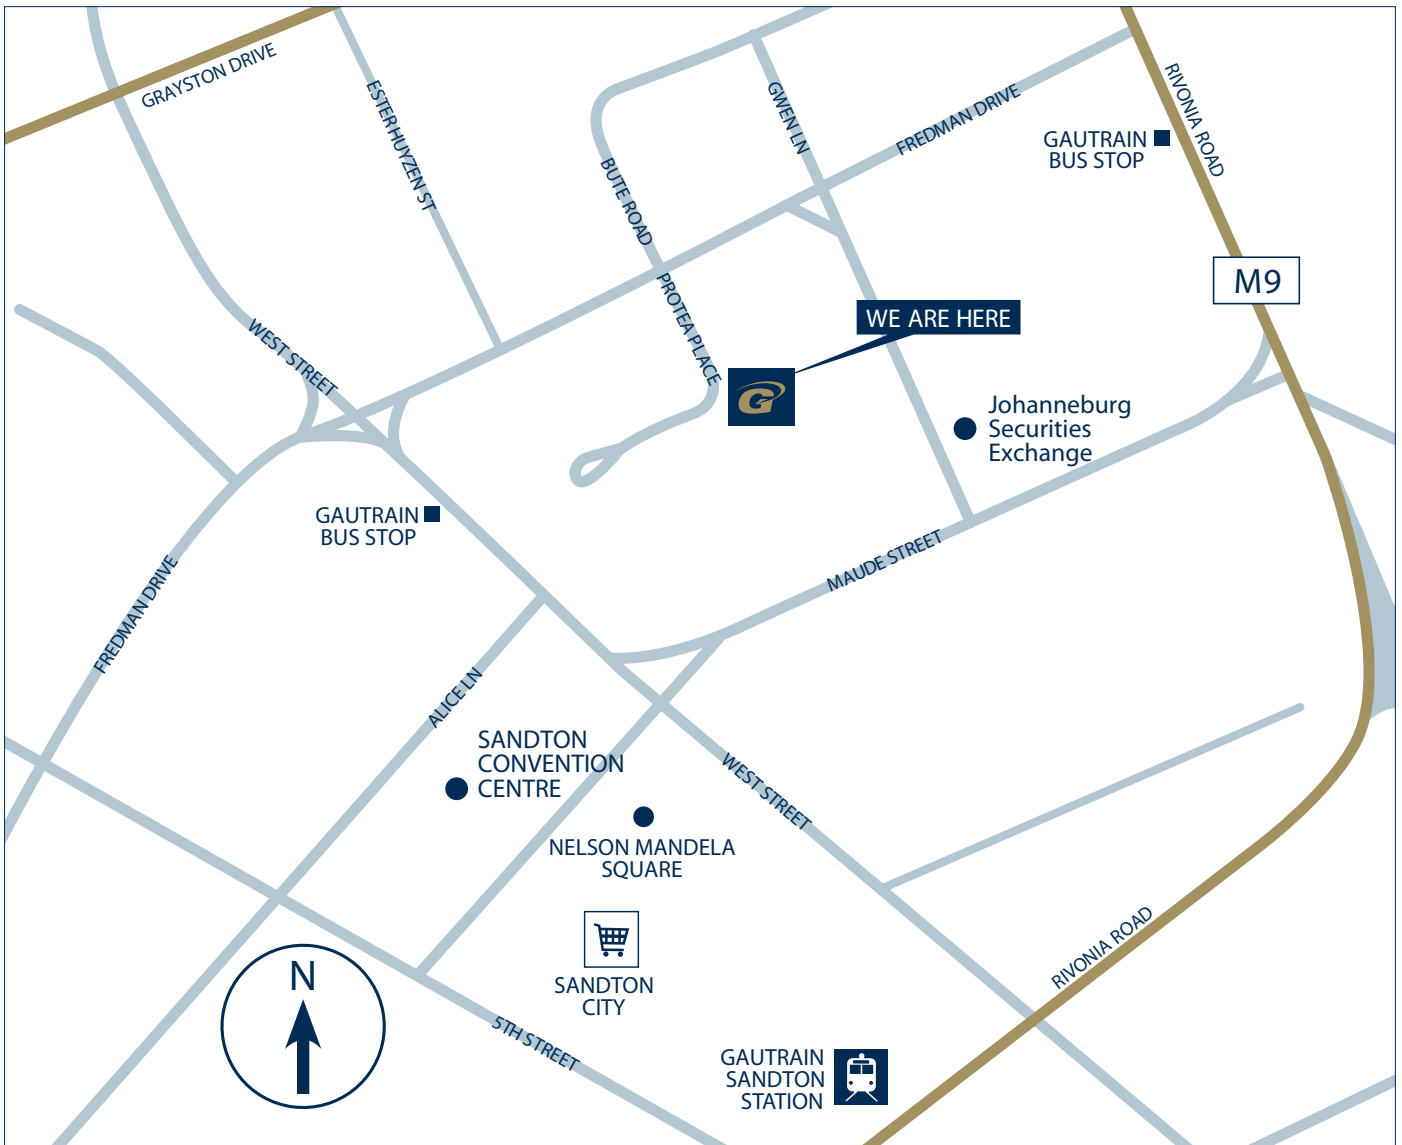 GRAYSTON DRIVE
ESTERHUYZEN ST
GWEN LN
FREDMAN DRIVE
RIVONIA ROAD
GAUTRAIN
BUS STOP
BUTE ROAD
M9
PROTEA PLACE
WE ARE HERE
WEST STREET
G
Johanneburg
Securities
Exchange
GAUTRAIN
BUS STOP
MAUDE STREET
FREDMAN DRIVE
ALICE LN
SANDTON
CONVENTION
CENTRE
WEST STREET
NELSON MANDELA
SQUARE
RIVONIA ROAD
N
SANDTON
CITY
5TH STREET
GAUTRAIN
SANDTON
STATION